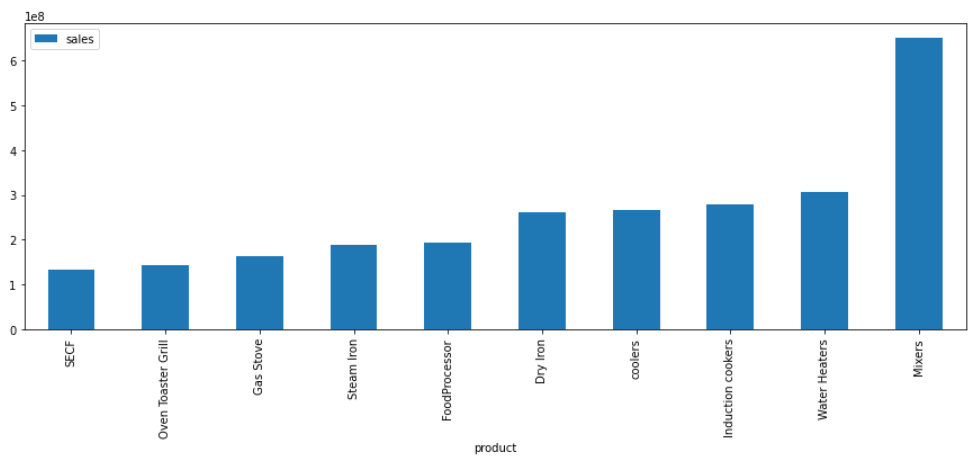 1e8
sales
6
5
4
3
2
1
0
SECF
Oven Toaster Grill
Gas Stove
Steam Iron
FoodProcessor
Dry Iron
coolers
Induction cookers
Water Heaters
Mixers
product